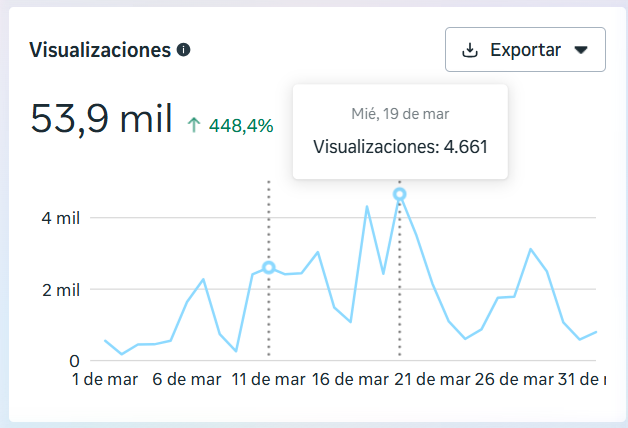 Visualizaciones
Exportar
53,9 mil
448,4%
Mié, 19 de mar
Visualizaciones: 4.661
4 mil
2 mil
0
1 de mar 6 de mar 11 de mar 16 de mar 21 de mar 26 de mar 31 de